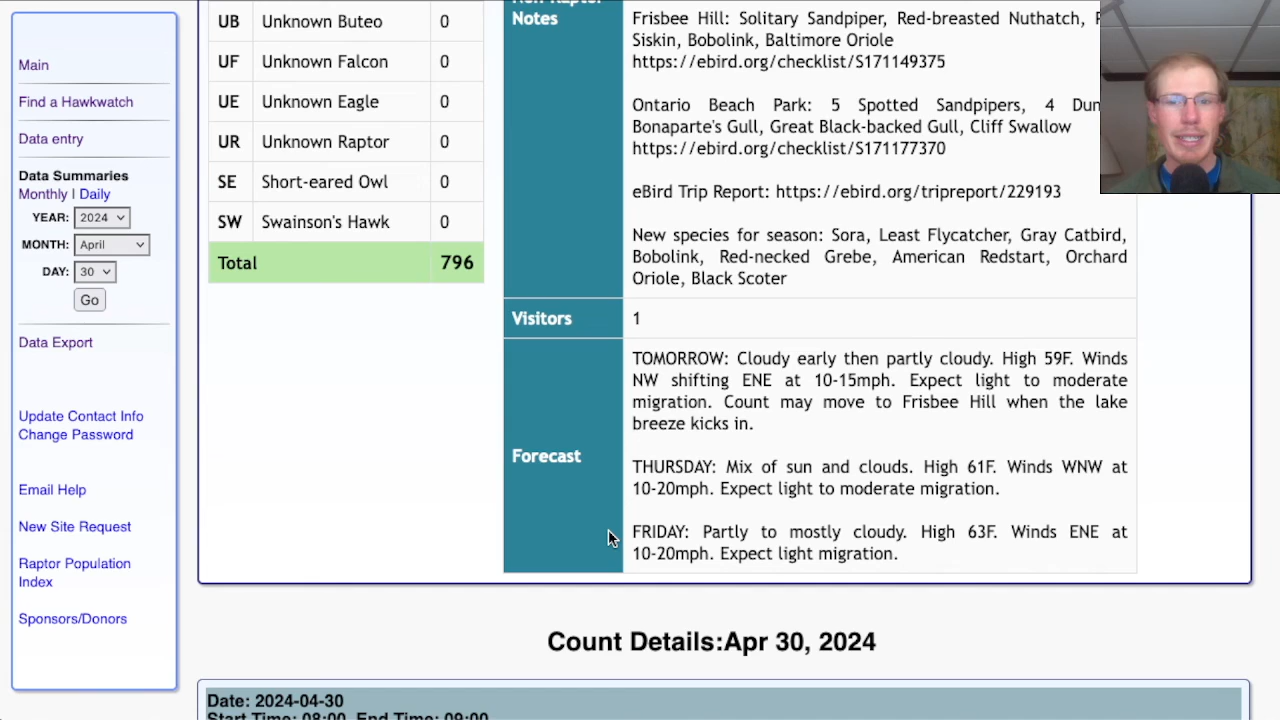 Main
Find a Hawkwatch
Data entry
Data Summaries
Monthly | Daily
YEAR: 2024
MONTH: April
DAY: 30
Go
Data Export
Update Contact Info
Change Password
Email Help
New Site Request
Raptor Population
Index
Sponsors/Donors
UB Unknown Buteo 0
UF Unknown Falcon 0
UE Unknown Eagle 0
UR Unknown Raptor 0
SE Short-eared Owl 0
SW Swainson's Hawk 0
Total 796
Notes
Frisbee Hill: Solitary Sandpiper, Red-breasted Nuthatch,
Siskin, Bobolink, Baltimore Oriole
https://ebird.org/checklist/S171149375
Ontario Beach Park: 5 Spotted Sandpipers, 4
Bonaparte's Gull, Great Black-backed Gull, Cliff Swallow
https://ebird.org/checklist/S171177370
eBird Trip Report: https://ebird.org/tripreport/229193
New species for season: Sora, Least Flycatcher, Gray Catbird,
Bobolink, Red-necked Grebe, American Redstart, Orchard
Oriole, Black Scoter
Visitors 1
Forecast
TOMORROW: Cloudy early then partly cloudy. High 59F. Winds
NW shifting ENE at 10-15mph. Expect light to moderate
migration. Count may move to Frisbee Hill when the lake
breeze kicks in.
THURSDAY: Mix of sun and clouds. High 61F. Winds WNW at
10-20mph. Expect light to moderate migration.
FRIDAY: Partly to mostly cloudy. High 63F. Winds ENE at
10-20mph. Expect light migration.
Count Details:Apr 30, 2024
Date: 2024-04-30
Start Time: 08:00 End Time: 09:00